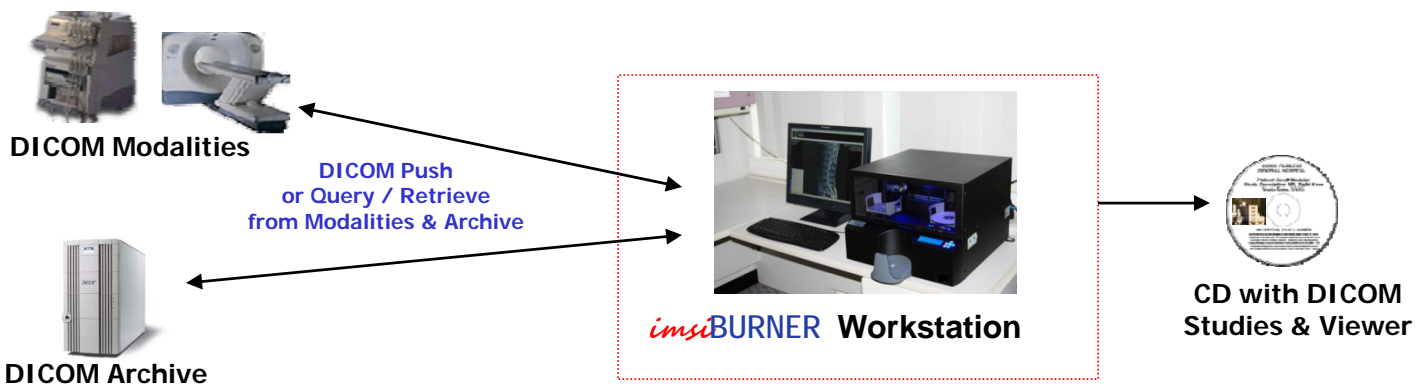 DICOM Modalities
DICOM Push
or Query / Retrieve
from Modalities & Archive
DICOM Archive
acer
imsiBURNER Workstation
CD with DICOM
Studies & Viewer